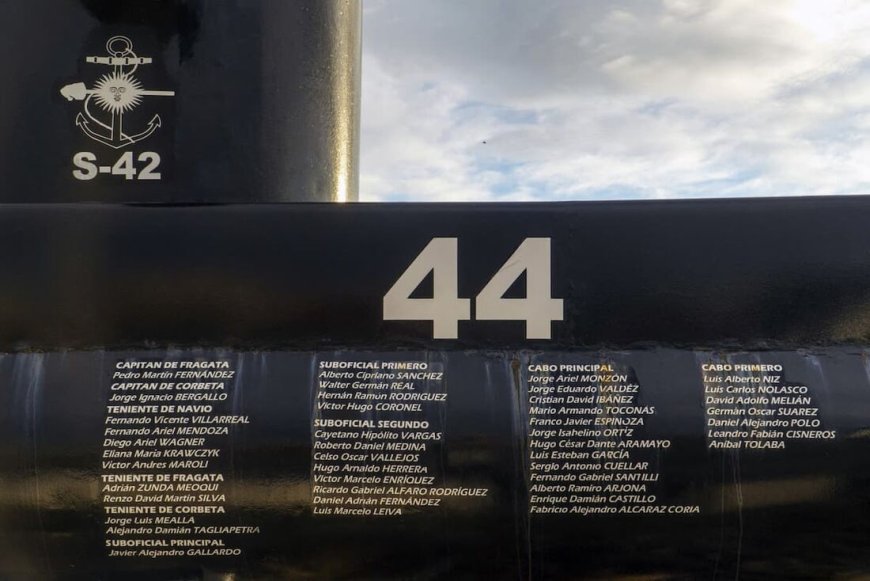 S-42
44
CAPITAN DE FRAGATA
Pedro Martín FERNÁNDEZ
CAPITAN DE CORBETA
Jorge Ignacio BERGALLO
TENIENTE DE NAVIO
Fernando Vicente VILLARREAL
Fernando Ariel MENDOZA
Diego Ariel WAGNER
Eliana María KRAWCZYK
Víctor Andres MAROLI
TENIENTE DE FRAGATA
Adrián ZUNDA MEOQUI
Renzo David Martín SILVA
TENIENTE DE CORBETA
Jorge Luis MEALLA
Alejandro Damián TAGLIAPETRA
SUBOFICIAL PRINCIPAL
Javier Alejandro GALLARDO
SUBOFICIAL PRIMERO
Alberto Cipriano SANCHEZ
Walter Germán REAL
Hernán Ramón RODRIGUEZ
Víctor Hugo CORONEL
SUBOFICIAL SEGUNDO
Cayetano Hipólito VARGAS
Roberto Daniel MEDINA
Celso Oscar VALLEJOS
Hugo Arnaldo HERRERA
Víctor Marcelo ENRÍQUEZ
Ricardo Gabriel ALFARO RODRÍGUEZ
Daniel Adrián FERNÁNDEZ
Luis Marcelo LEIVA
CABO PRINCIPAL
Jorge Ariel MONZÓN
Jorge Eduardo VALDÉZ
Cristian David IBÁÑEZ
Mario Armando TOCONAS
Franco Javier ESPINOZA
Jorge Isabelino ORTÍZ
Hugo César Dante ARAMAYO
Luis Esteban GARCÍA
Sergio Antonio CUELLAR
Fernando Gabriel SANTILLI
Alberto Ramiro ARJONA
Enrique Damián CASTILLO
Fabricio Alejandro ALCARAZ CORIA
CABO PRIMERO
Luis Alberto NIZ
Luis Carlos NOLASCO
David Adolfo MELIÁN
Germán Oscar SUAREZ
Daniel Alejandro POLO
Leandro Fabián CISNEROS
Aníbal TOLABA